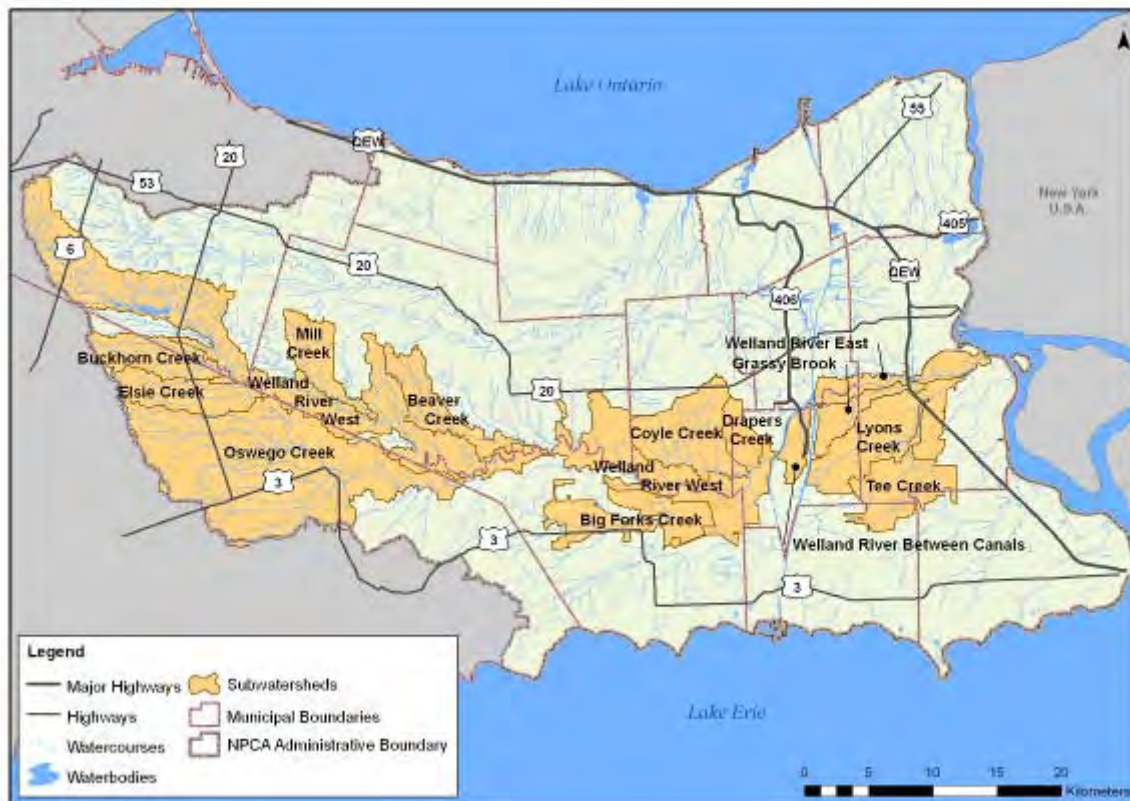 Lake Ontario
55
20
QEW
53
New York
U.S.A.
405
6
20
QEW
406
Mill
Creek
Welland River East
Grassy Brook
Buckhorn Creek
Elsie Creek
Welland
River
West
Beaver
Creek
20
Coyle Creek
Drapers
Creek
Lyons
Creek
Oswego Creek
3
Welland
River West
Tee Creek
Big Forks Creek
3
Welland River Between Canals
3
Legend
Major Highways
Subwatersheds
Highways
Municipal Boundaries
Watercourses
NPCA Administrative Boundary
Waterbodies
Lake Erie
0 5 10 15 20
Kilometers